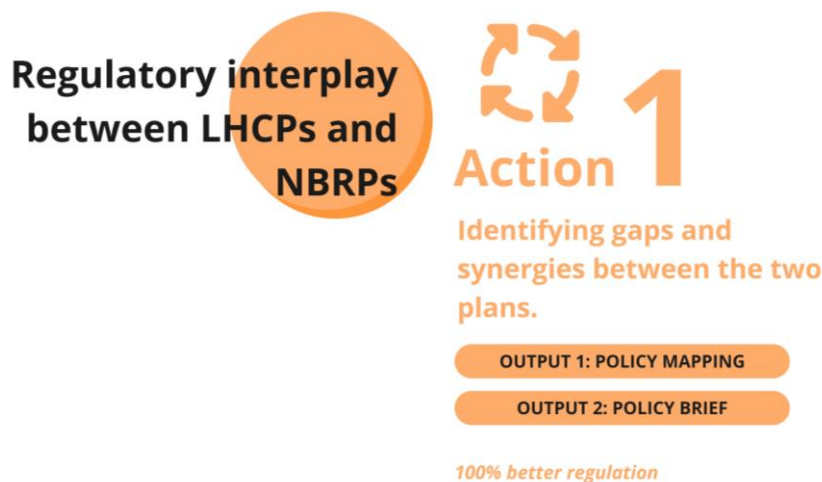 Regulatory interplay
between LHCPs and
NBRPs
Action 1
Identifying gaps and
synergies between the two
plans.
OUTPUT 1: POLICY MAPPING
OUTPUT 2: POLICY BRIEF
100% better regulation